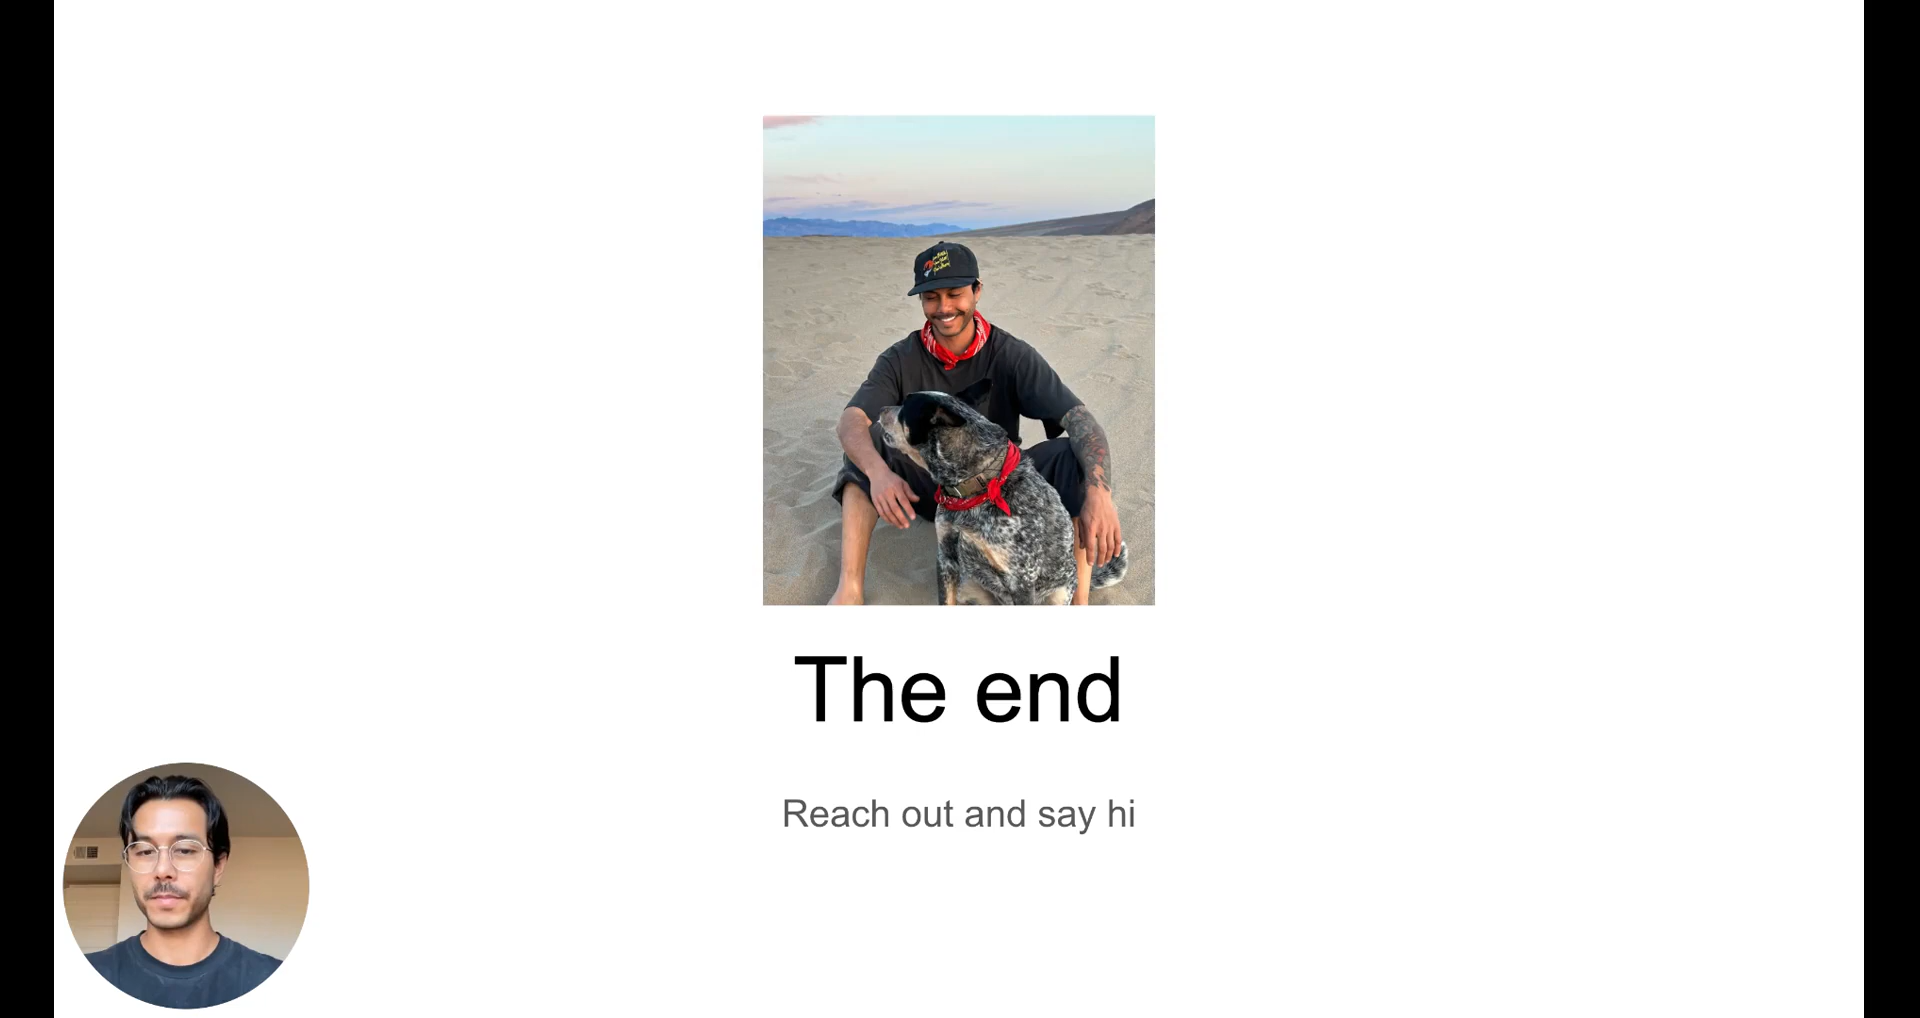 The end
Reach out and say hi